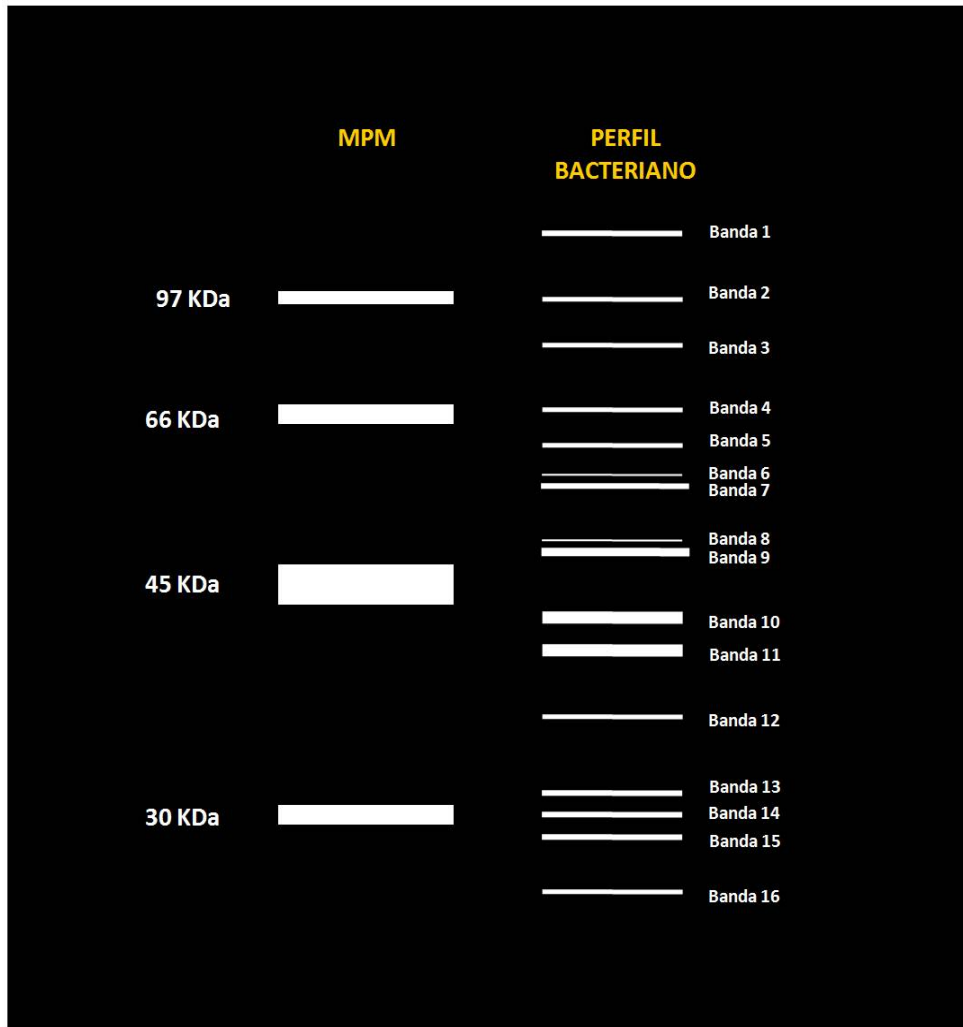 MPM
PERFIL
BACTERIANO
Banda 1
97 KDa
Banda 2
Banda 3
66 KDa
Banda 4
Banda 5
Banda 6
Banda 7
Banda 8
Banda 9
45 KDa
Banda 10
Banda 11
Banda 12
Banda 13
30 KDa
Banda 14
Banda 15
Banda 16